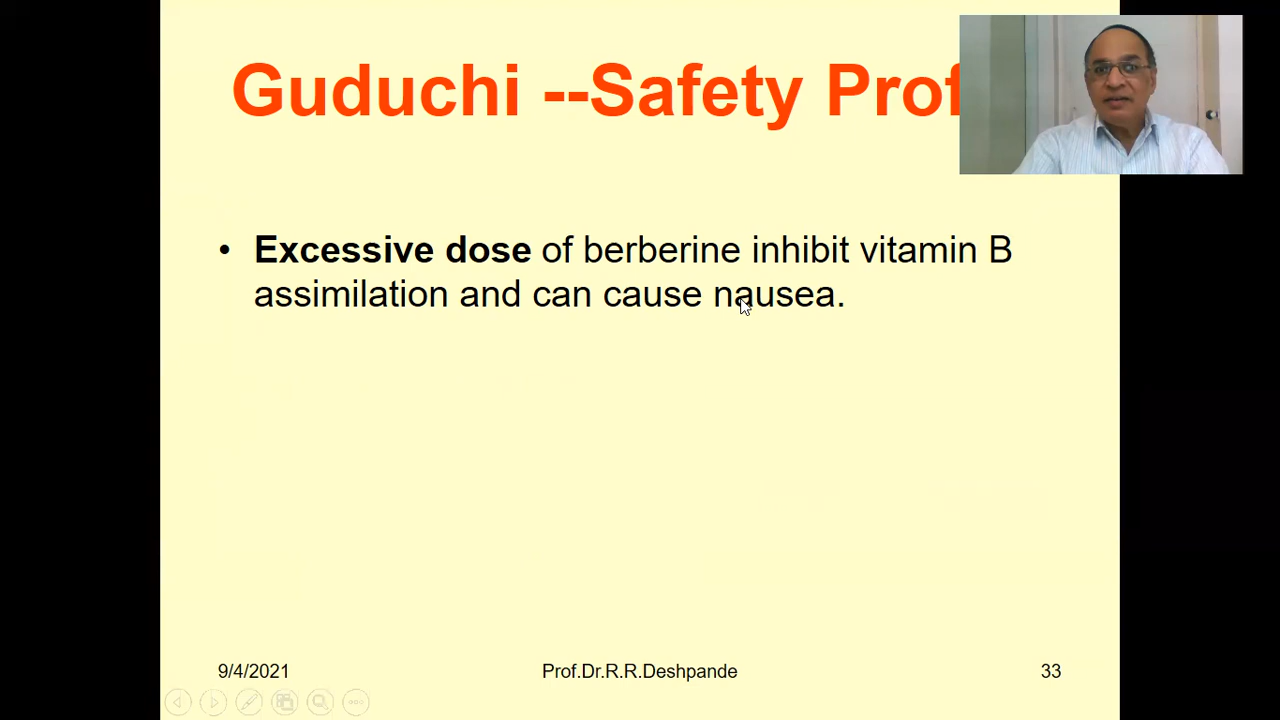 Guduchi --Safety Prof
• Excessive dose of berberine inhibit vitamin B
assimilation and can cause nausea.
9/4/2021 Prof.Dr.R.R.Deshpande 33